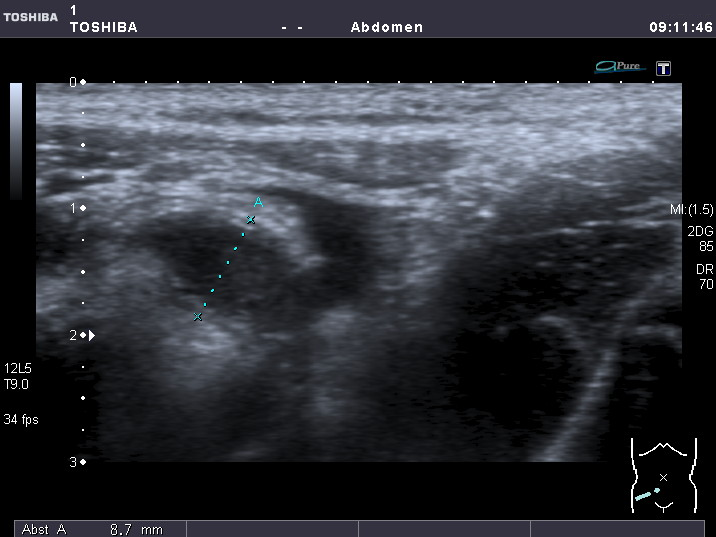 TOSHIBA
1
TOSHIBA
- -
Abdomen
09:11:46
aPure
T
0
A
1
MI:(1.5)
2DG
85
DR
70
2
12L5
T9.0
34 fps
3
Abst A 8.7 mm